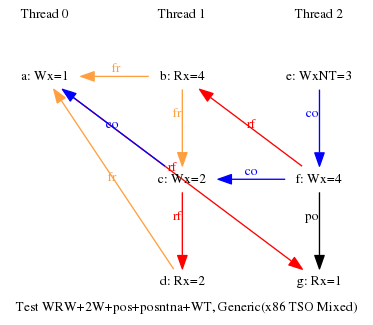 Thread 0 Thread 1 Thread 2
a: Wx=1 fr b: Rx=4 e: WxNT=3
fr co
co rf
rf co
fr c: Wx=2 f: Wx=4
rf po
d: Rx=2 g: Rx=1
Test WRW+2W+pos+posntna+WT, Generic(x86 TSO Mixed)